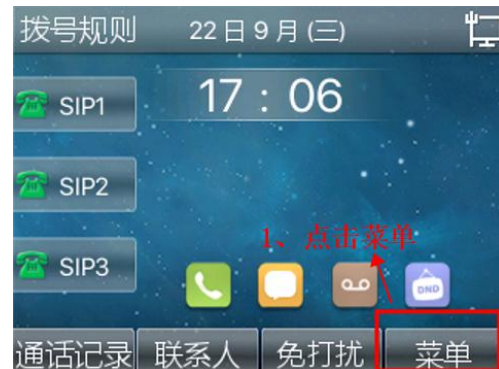 拨号规则 22日9月(三)
17 : 06
SIP1
SIP2
SIP3
1、点击菜单
DND
通话记录 联系人 免打扰 菜单